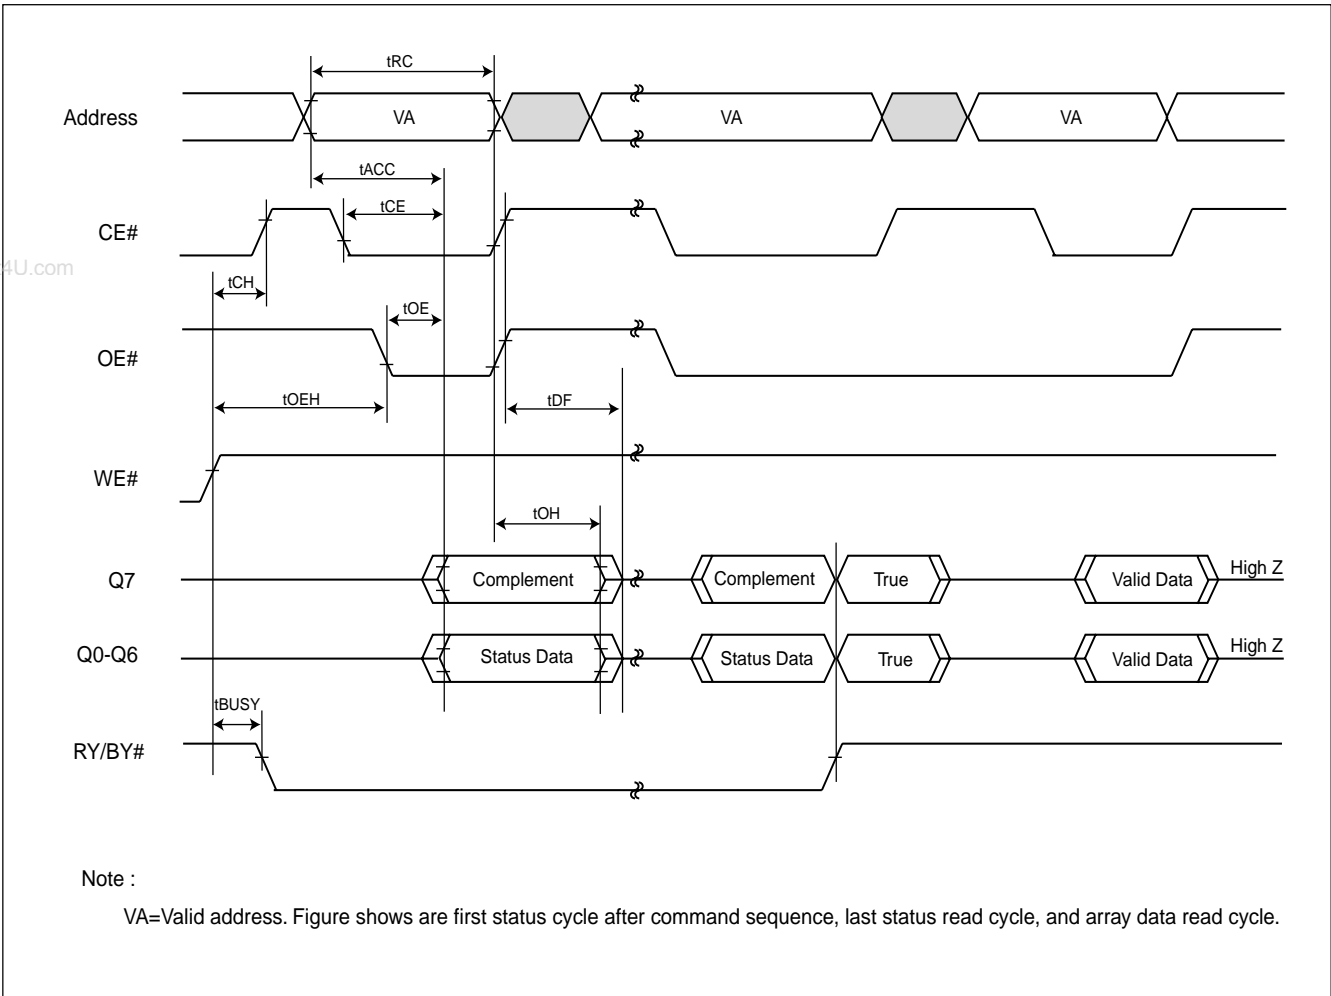 tRC
Address
VA
VA
VA
tACC
tCE
CE#
4U.com
tCH
tOE
OE#
tOEH
tDF
WE#
tOH
Q7
Complement
Complement
True
Valid Data
High Z
Q0-Q6
Status Data
Status Data
True
Valid Data
High Z
tBUSY
RY/BY#
Note :
VA=Valid address. Figure shows are first status cycle after command sequence, last status read cycle, and array data read cycle.